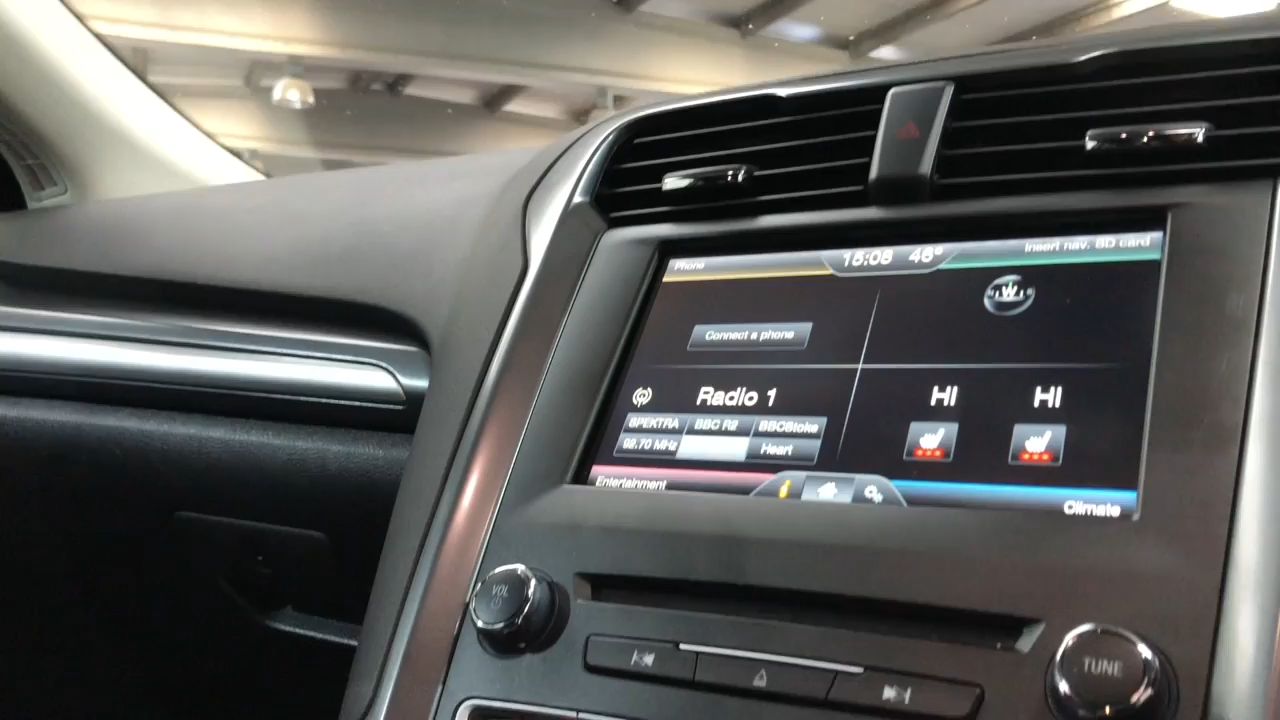 Phone
15:08 46°
Insert nav. SD card
W
Connect a phone
Radio 1
SPEKTRA BBC R2 BBCStoke
92.70 MHz Heart
HI HI
Entertainment
i
Climate
VOL
TUNE